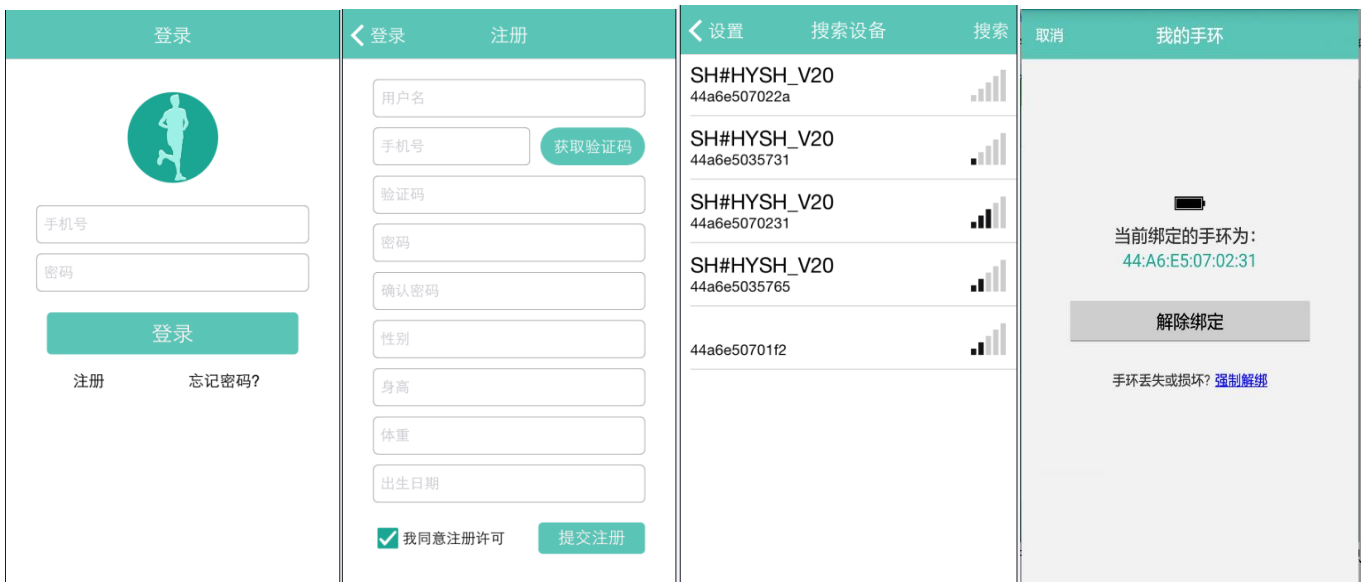 登录
手机号
密码
登录
注册 忘记密码?
登录 注册
用户名
手机号 获取验证码
验证码
密码
确认密码
性别
身高
体重
出生日期
我同意注册许可 提交注册
设置 搜索设备 搜索
SH#HYSH_V20
44a6e507022a
SH#HYSH_V20
44a6e5035731
SH#HYSH_V20
44a6e5070231
SH#HYSH_V20
44a6e5035765
44a6e50701f2
取消 我的手环
当前绑定的手环为:
44:A6:E5:07:02:31
解除绑定
手环丢失或损坏? 强制解绑